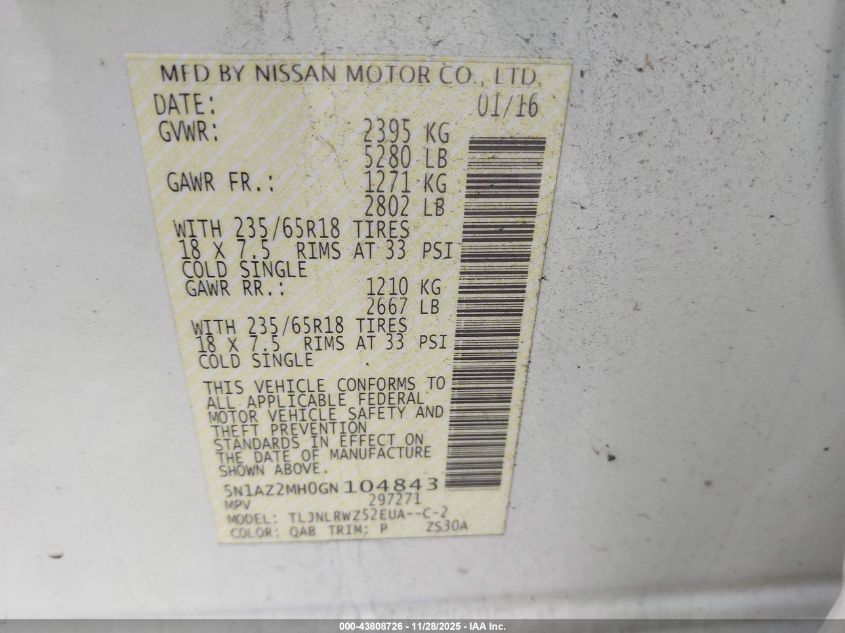 MFD BY NISSAN MOTOR CO., LTD.
DATE: 01/16
GVWR: 2395 KG
5280 LB
GAWR FR.: 1271 KG
2802 LB
WITH 235/65R18 TIRES
18 X 7.5 RIMS AT 33 PSI
COLD SINGLE
GAWR RR.: 1210 KG
2667 LB
WITH 235/65R18 TIRES
18 X 7.5 RIMS AT 33 PSI
COLD SINGLE
THIS VEHICLE CONFORMS TO
ALL APPLICABLE FEDERAL
MOTOR VEHICLE SAFETY AND
THEFT PREVENTION
STANDARDS IN EFFECT ON
THE DATE OF MANUFACTURE
SHOWN ABOVE.
5N1AZ2MH0GN104843
MPV 297271
MODEL: TLJNLRWZ52EUA--C-2
COLOR: QAB TRIM: P ZS30A
000-43808726 - 11/28/2025 - IAA Inc.